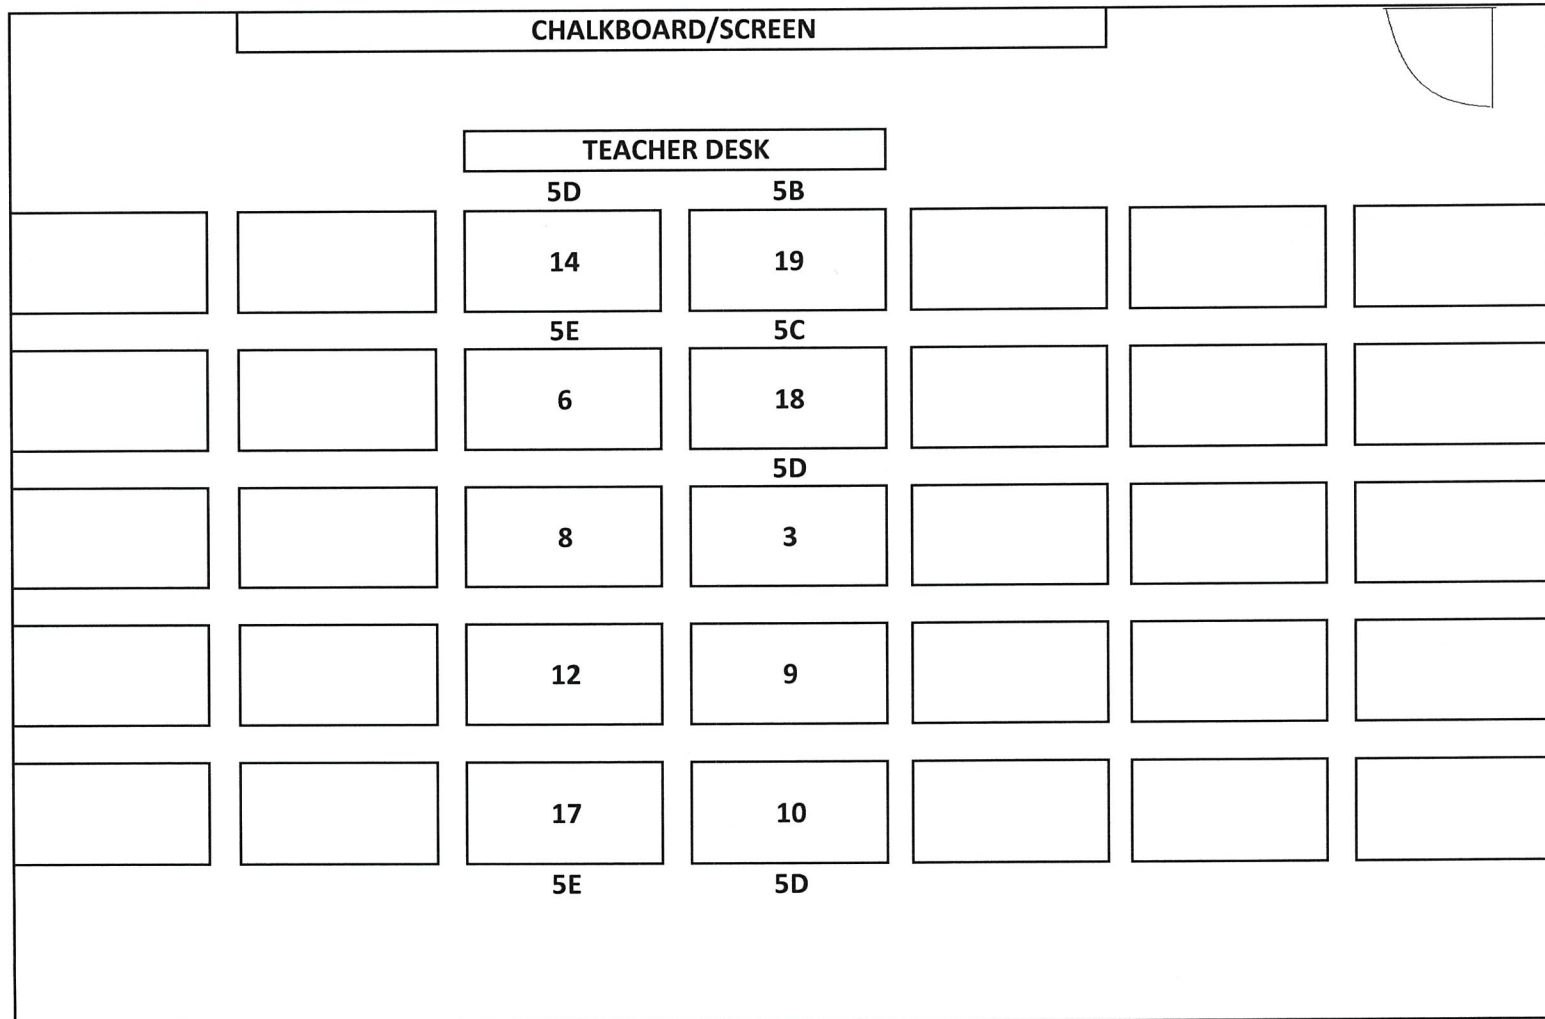 CHALKBOARD/SCREEN
TEACHER DESK
5D 5B
14 19
5E 5C
6 18
5D
8 3
12 9
17 10
5E 5D